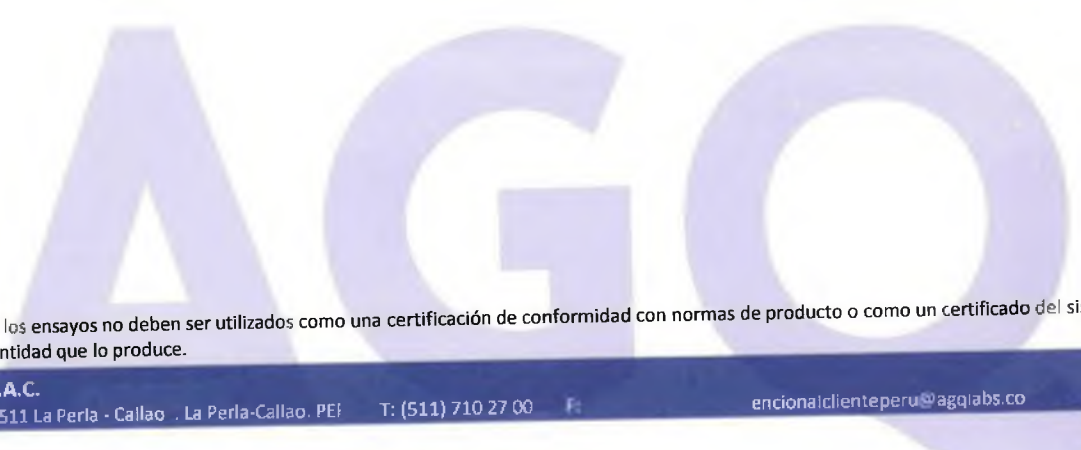 AGQ
los ensayos no deben ser utilizados como una certificación de conformidad con normas de producto o como un certificado del si
ntidad que lo produce.
.A.C.
511 La Perla - Callao . La Perla-Callao. PE T: (511) 710 27 00 F:
encionalclienteperu@agqlabs.co